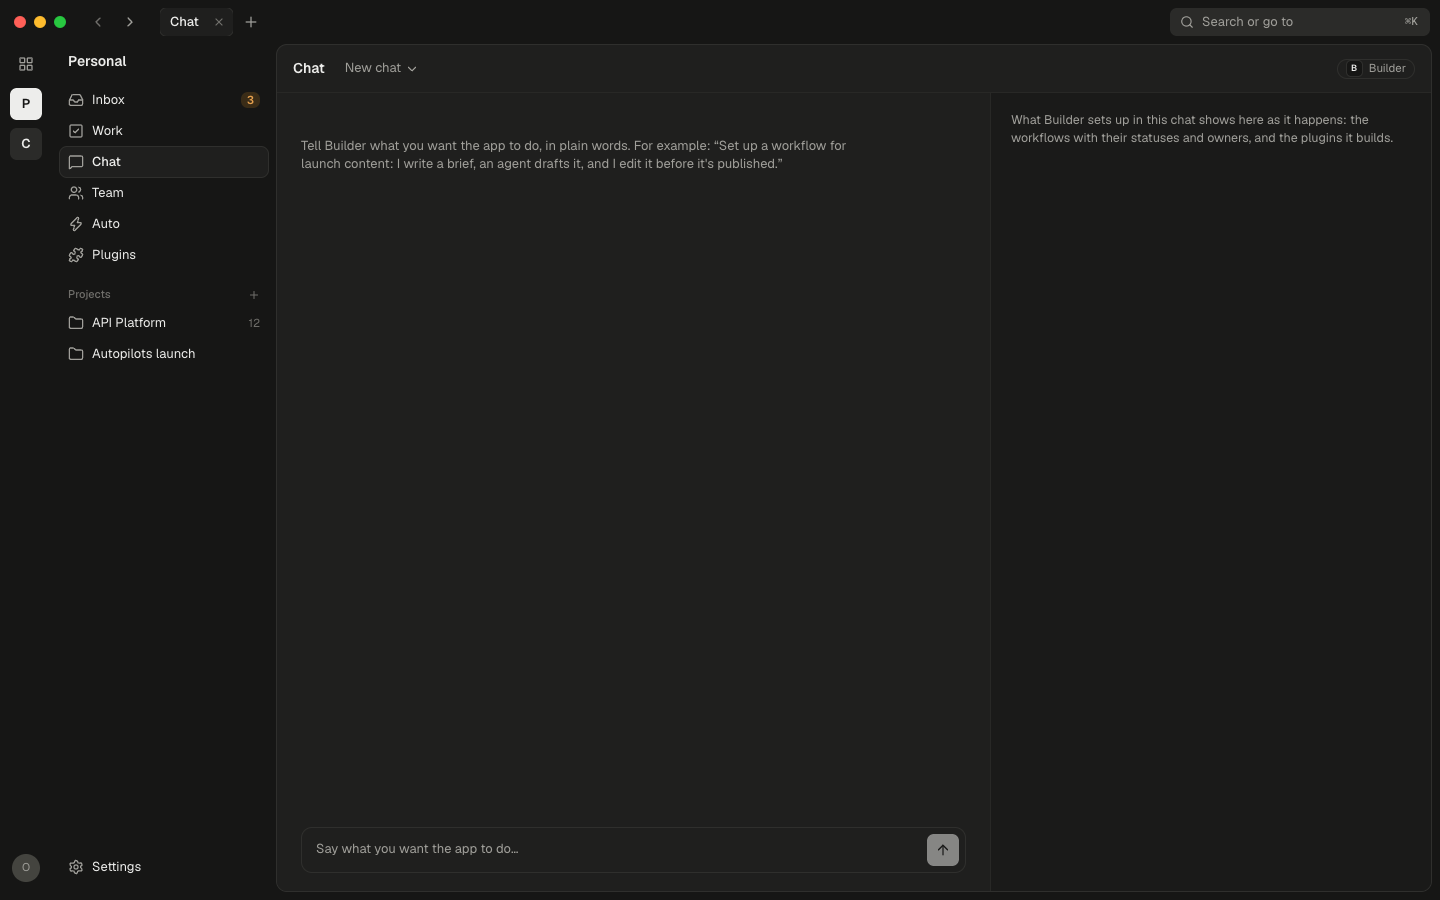 Chat
Search or go to
⌘K
Personal
P
C
Inbox
3
Work
Chat
Team
Auto
Plugins
Projects
API Platform
12
Autopilots launch
O
Settings
Chat
New chat
B
Builder
Tell Builder what you want the app to do, in plain words. For example: “Set up a workflow for
launch content: I write a brief, an agent drafts it, and I edit it before it's published.”
Say what you want the app to do…
What Builder sets up in this chat shows here as it happens: the
workflows with their statuses and owners, and the plugins it builds.